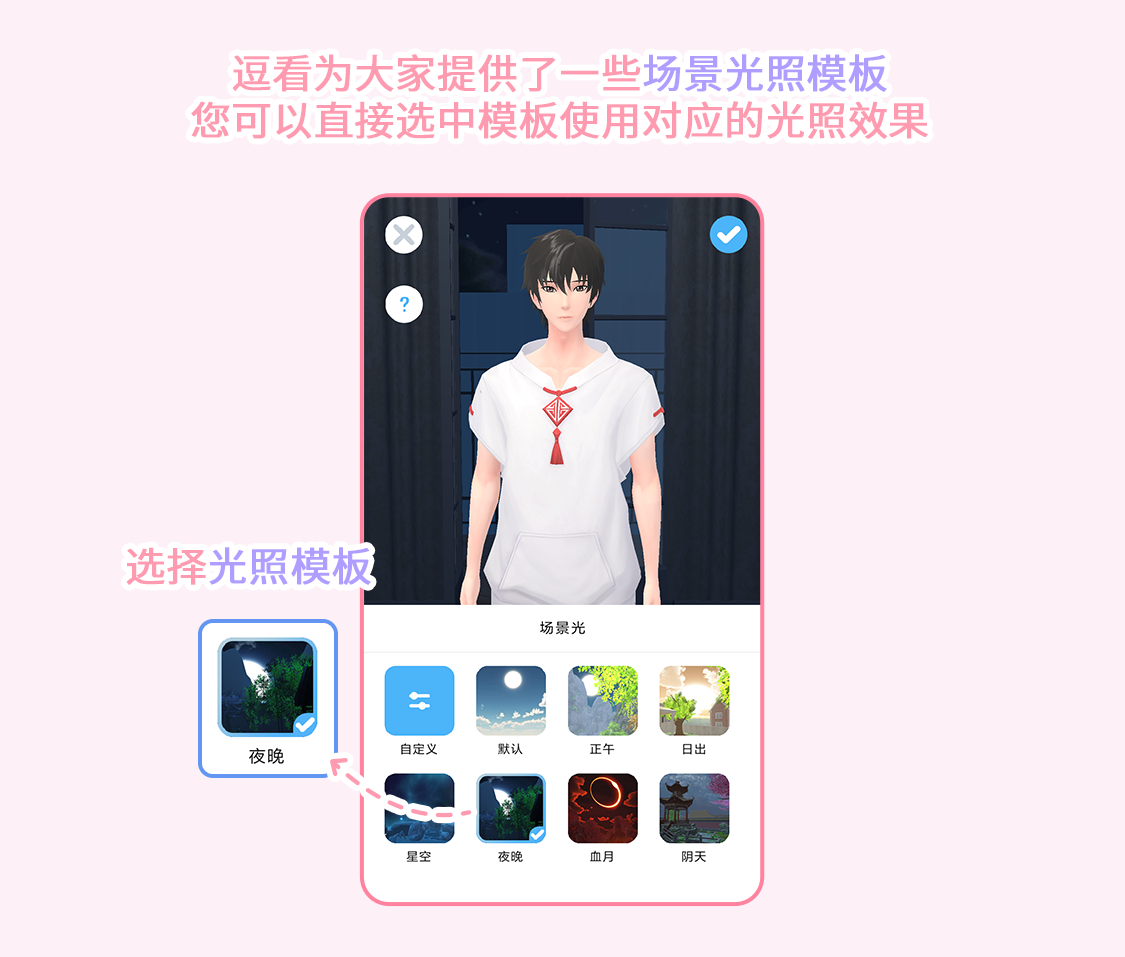 逗看为大家提供了一些场景光照模板
您可以直接选中模板使用对应的光照效果
?
选择光照模板
夜晚
场景光
自定义
默认
正午
日出
星空
夜晚
血月
阴天